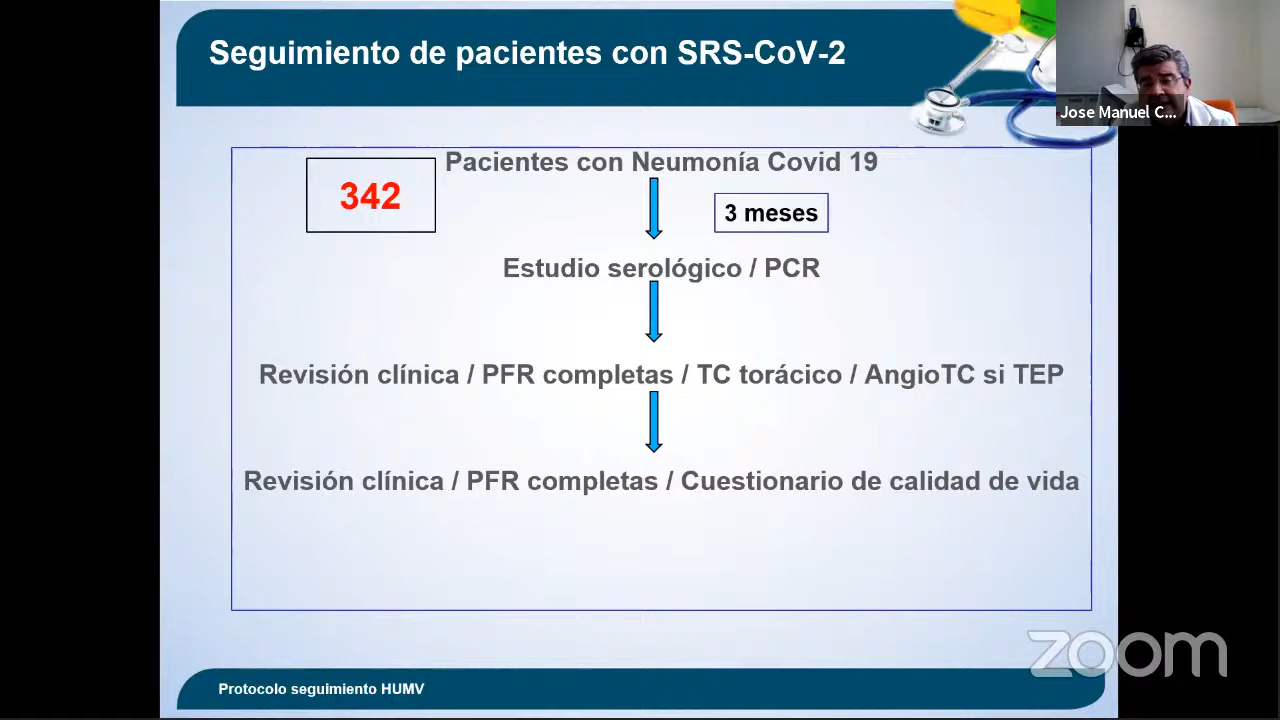 Seguimiento de pacientes con SRS-CoV-2
Jose Manuel C...
Pacientes con Neumonía Covid 19
342
3 meses
Estudio serológico / PCR
Revisión clínica / PFR completas / TC torácico / AngioTC si TEP
Revisión clínica / PFR completas / Cuestionario de calidad de vida
zoom
Protocolo seguimiento HUMV